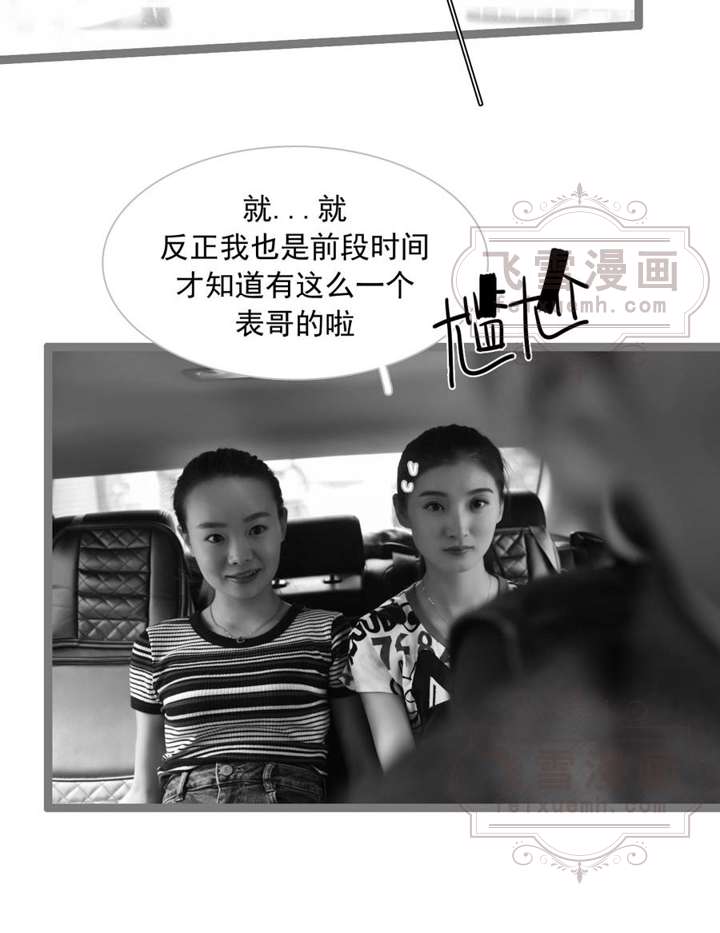 就...就
反正我也是前段时间
才知道有这么一个
表哥的啦
尴尬
飞雪漫画
feixuemh.com
飞雪漫画
feixuemh.com